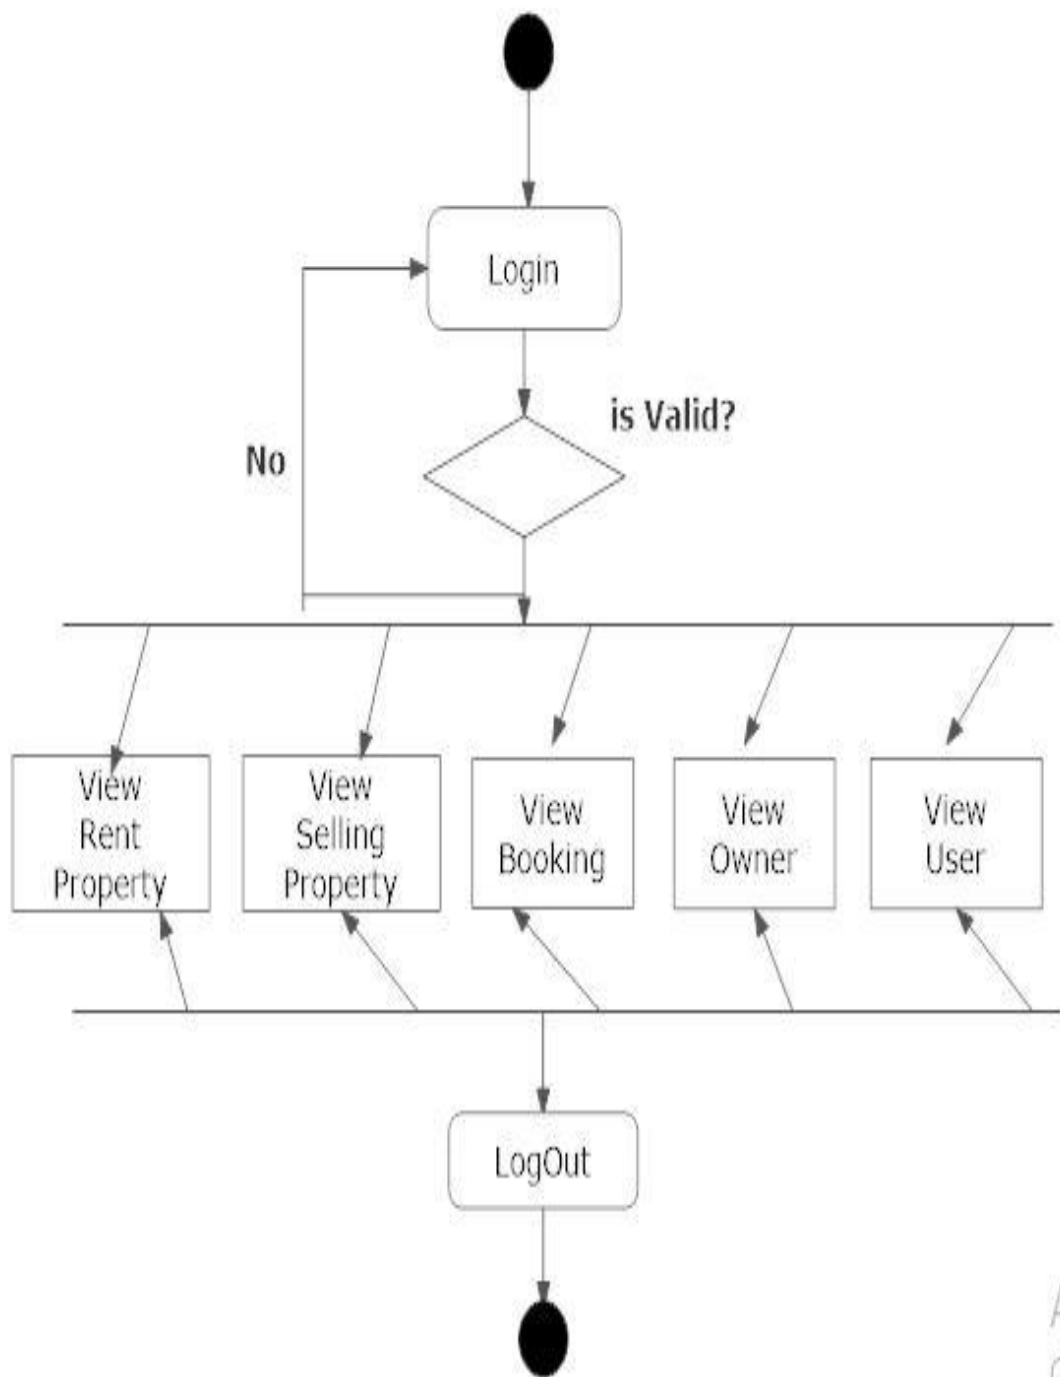 Login
is Valid?
No
View
Rent
Property
View
Selling
Property
View
Booking
View
Owner
View
User
LogOut